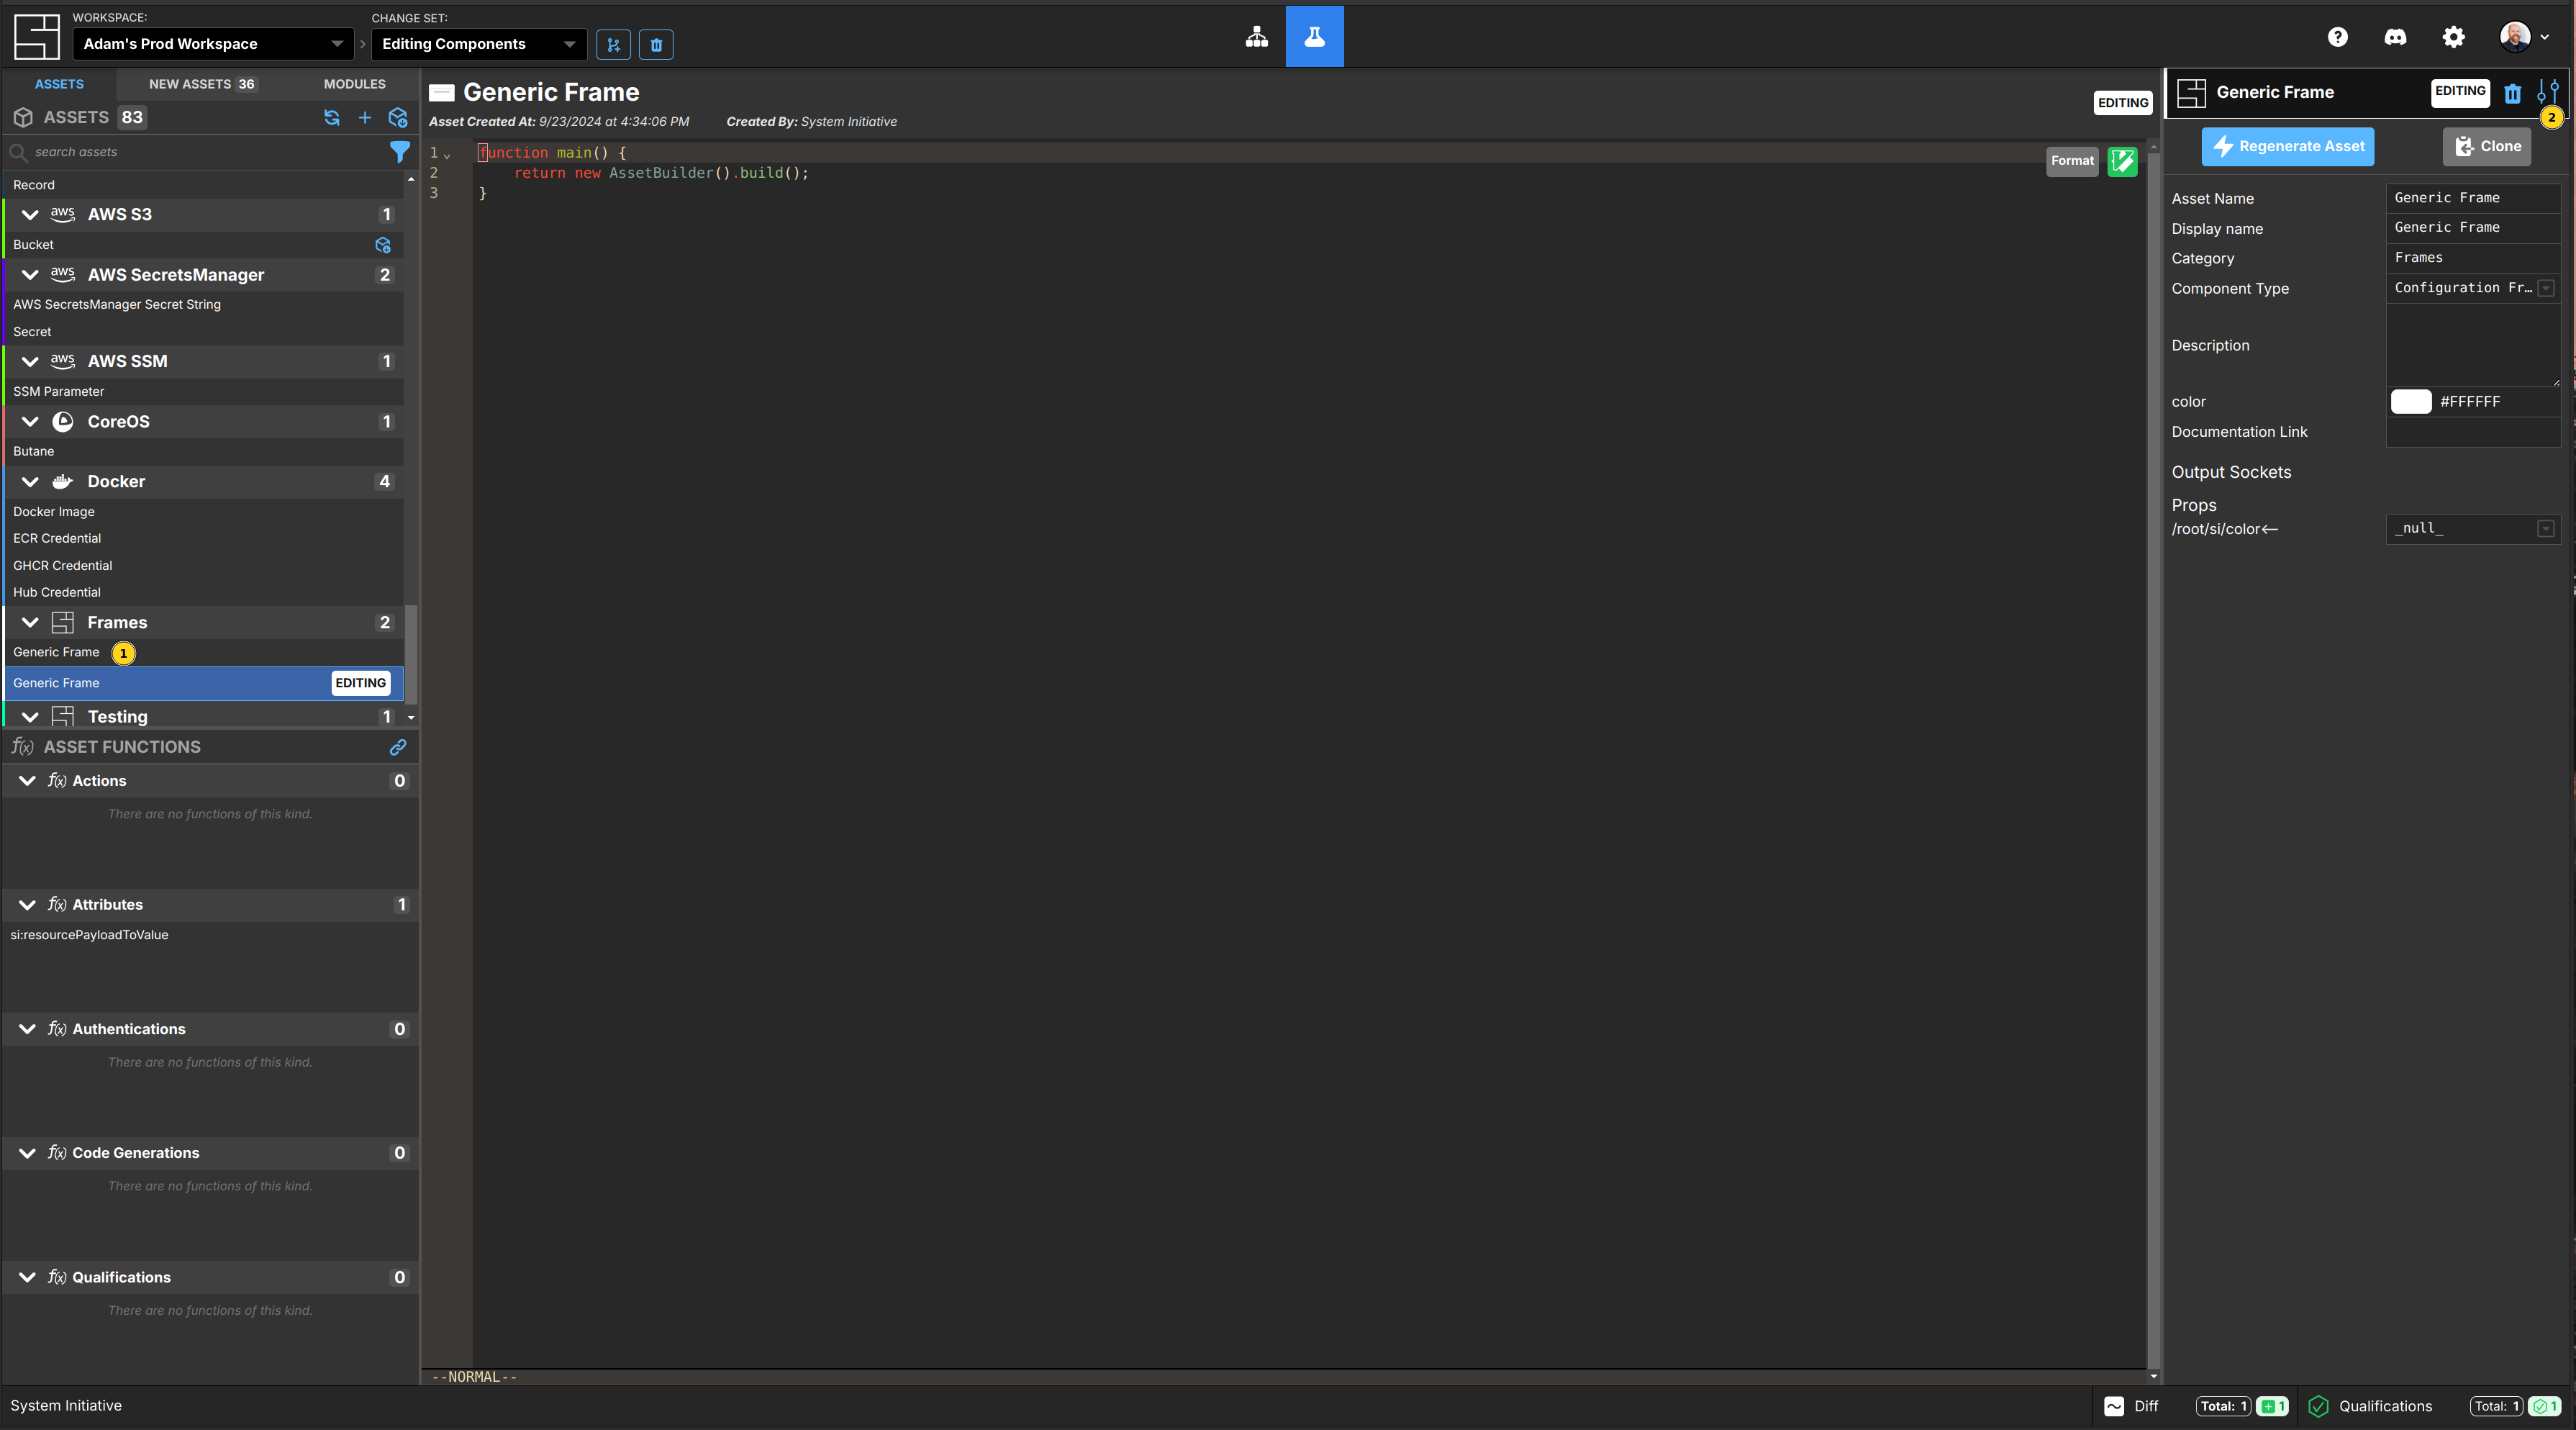 WORKSPACE:
Adam's Prod Workspace
CHANGE SET:
Editing Components
ASSETS
NEW ASSETS 36
MODULES
ASSETS 83
search assets
Record
aws AWS S3 1
Bucket
aws AWS SecretsManager 2
AWS SecretsManager Secret String
Secret
aws AWS SSM 1
SSM Parameter
CoreOS 1
Butane
Docker 4
Docker Image
ECR Credential
GHCR Credential
Hub Credential
Frames 2
Generic Frame 1
Generic Frame EDITING
Testing 1
f(x) ASSET FUNCTIONS
f(x) Actions 0
There are no functions of this kind.
f(x) Attributes 1
si:resourcePayloadToValue
f(x) Authentications 0
There are no functions of this kind.
f(x) Code Generations 0
There are no functions of this kind.
f(x) Qualifications 0
There are no functions of this kind.
Generic Frame
EDITING
Asset Created At: 9/23/2024 at 4:34:06 PM Created By: System Initiative
1 function main() {
2 return new AssetBuilder().build();
3 }
Format
--NORMAL--
Generic Frame EDITING
2
Regenerate Asset Clone
Asset Name Generic Frame
Display name Generic Frame
Category Frames
Component Type Configuration Fr…
Description
color #FFFFFF
Documentation Link
Output Sockets
Props
/root/si/color← _null_
System Initiative
Diff Total: 1 1
Qualifications Total: 1 1